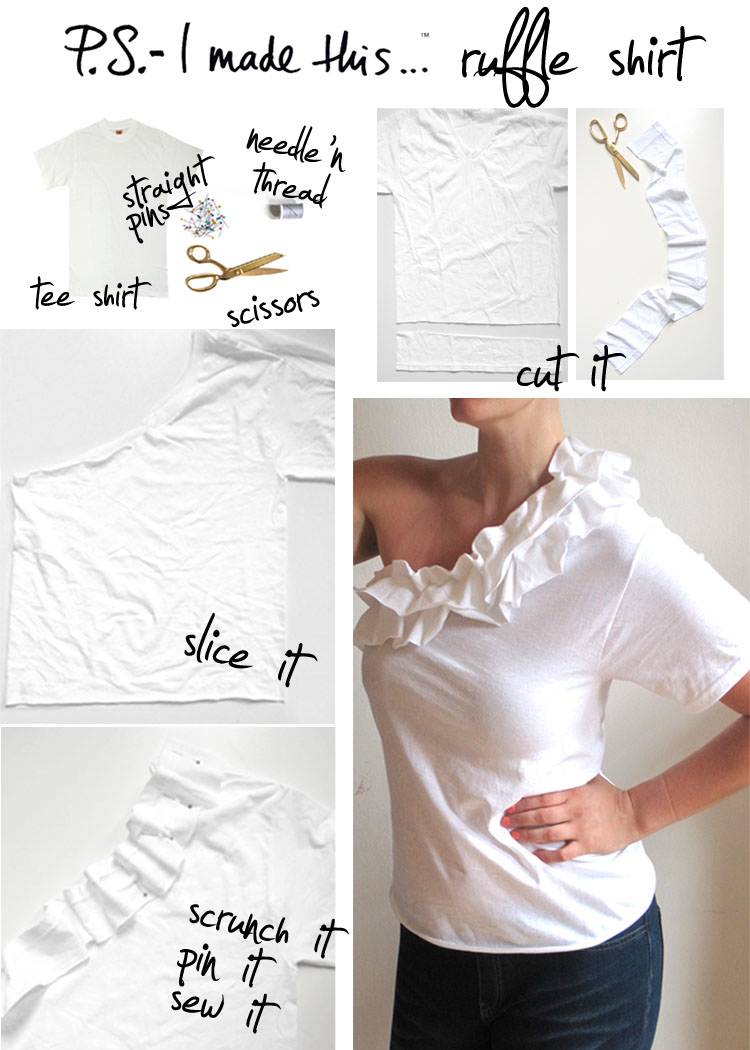 P.S.- I made this...™ ruffle shirt
needle 'n
thread
straight
pins
tee shirt
scissors
cut it
slice it
scrunch it
pin it
sew it